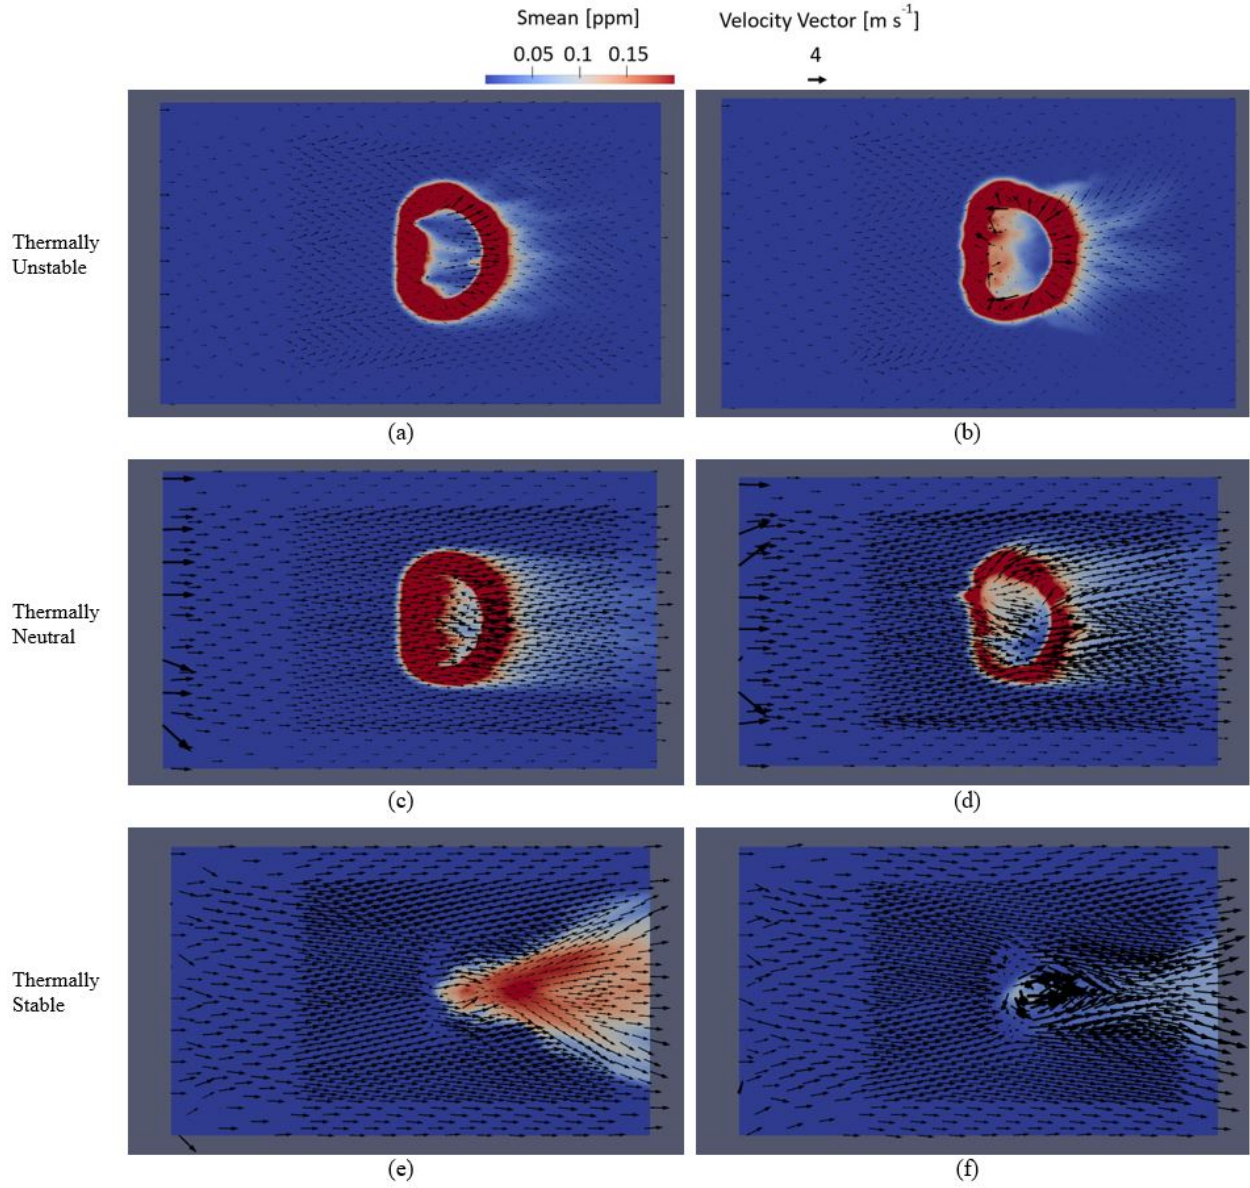 Smean [ppm]
Velocity Vector [m s⁻¹]
0.05 0.1 0.15
4
Thermally
Unstable
(a)
(b)
Thermally
Neutral
(c)
(d)
Thermally
Stable
(e)
(f)